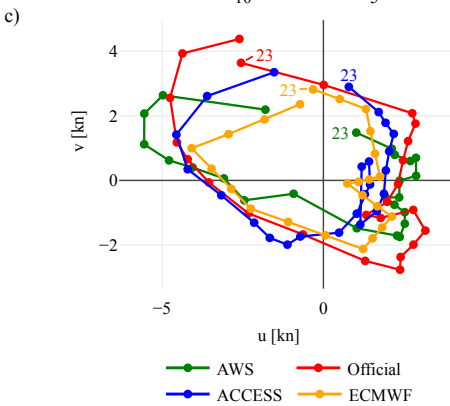 c)
4
2
0
−2
v [kn]
23
23
23
23
−5
0
u [kn]
AWS
Official
ACCESS
ECMWF